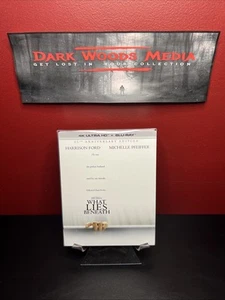 DARK WOODS MEDIA
GET LOST IN YOUR COLLECTION
4K ULTRA HD + BLU-RAY
ANNIVERSARY EDITION
HARRISON FORD MICHELLE PFEIFFER
WHAT
LIES
BENEATH